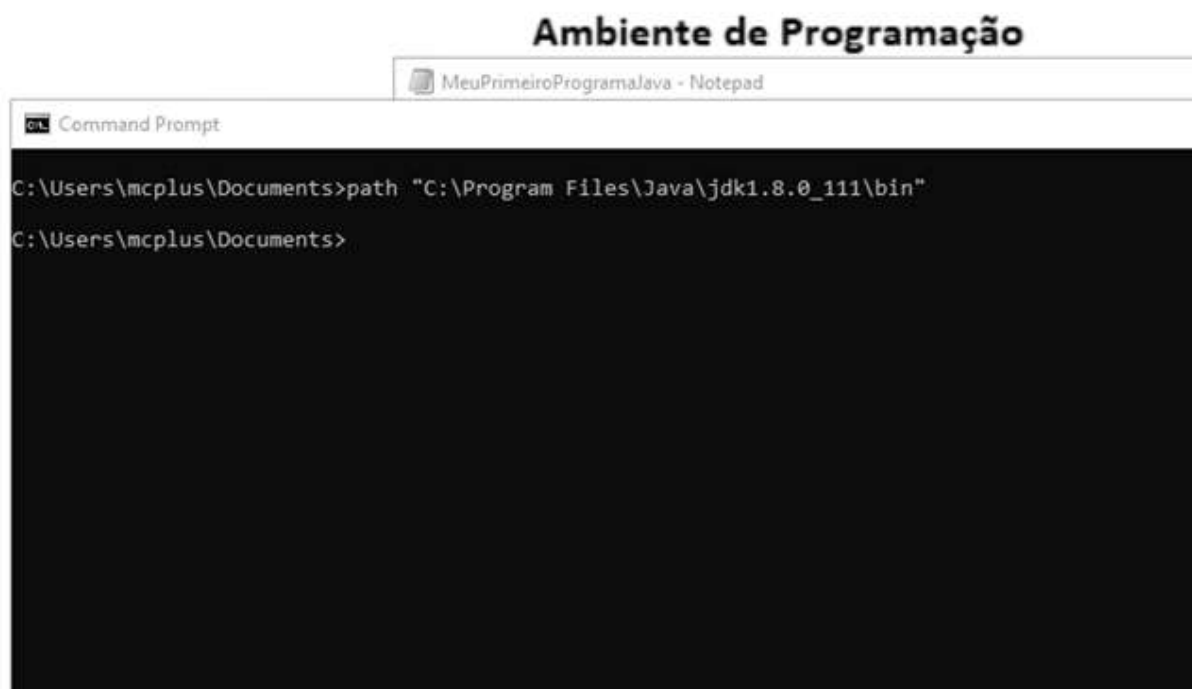 Ambiente de Programação
MeuPrimeiroProgramaJava - Notepad
C:\.
Command Prompt
C:\Users\mcplus\Documents>path "C:\Program Files\Java\jdk1.8.0_111\bin"
C:\Users\mcplus\Documents>